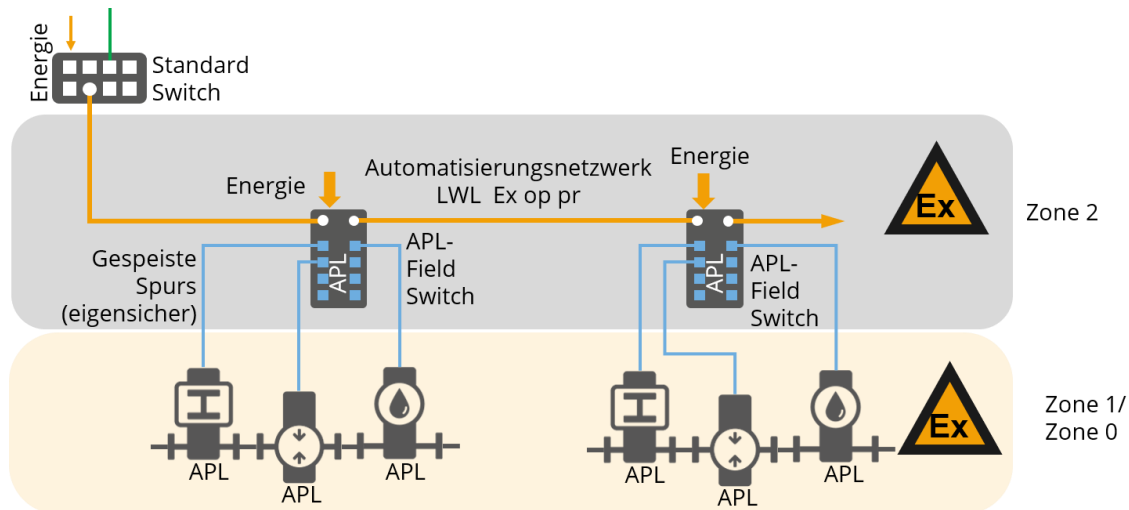 Energie
Standard
Switch
Energie
Automatisierungsnetzwerk
LWL Ex op pr
Energie
Ex
Zone 2
Gespeiste
Spurs
(eigensicher)
APL
APL-
Field
Switch
APL
APL-
Field
Switch
Ex
Zone 1/
Zone 0
APL
APL
APL
APL
APL
APL